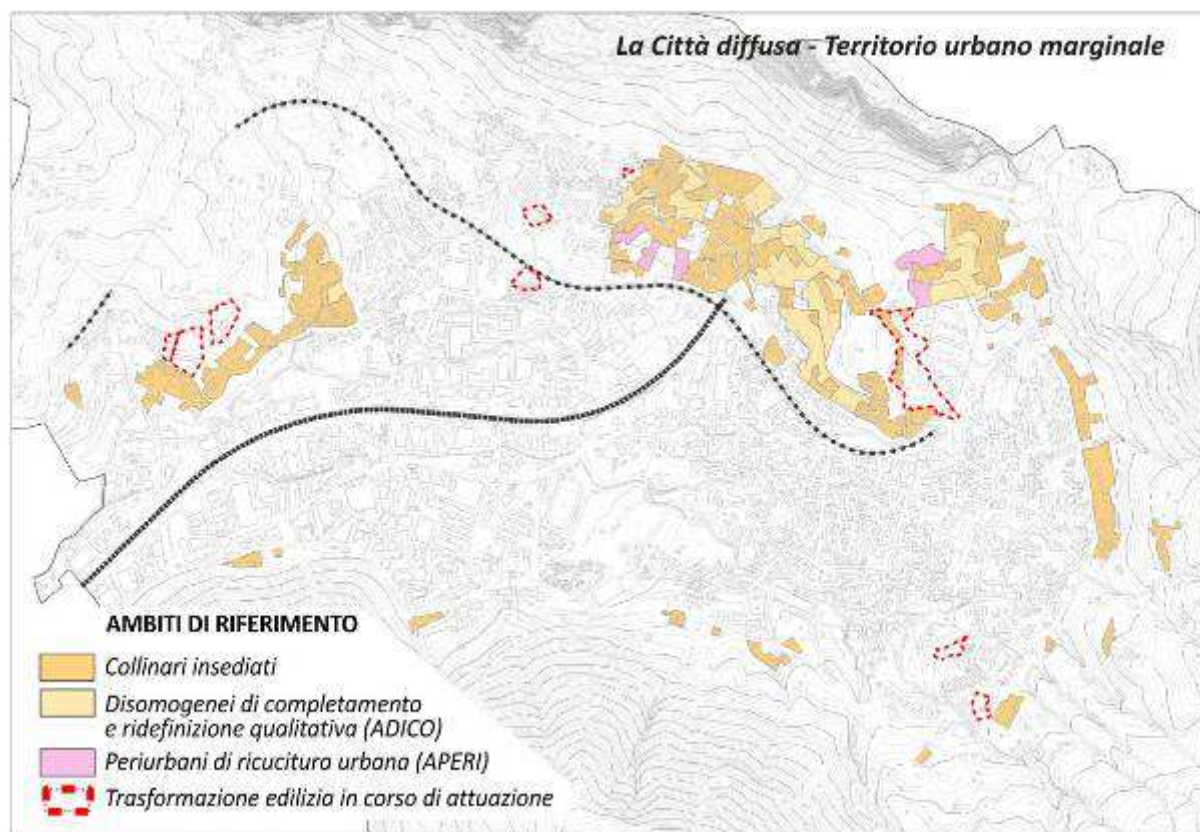 La Città diffusa - Territorio urbano marginale
AMBITI DI RIFERIMENTO
Collinari insediati
Disomogenei di completamento
e ridefinizione qualitativa (ADICO)
Periurbani di ricucitura urbana (APERI)
Trasformazione edilizia in corso di attuazione